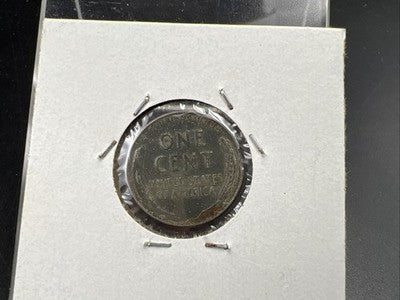 ONE
CENT
UNITED STATES
OF AMERICA